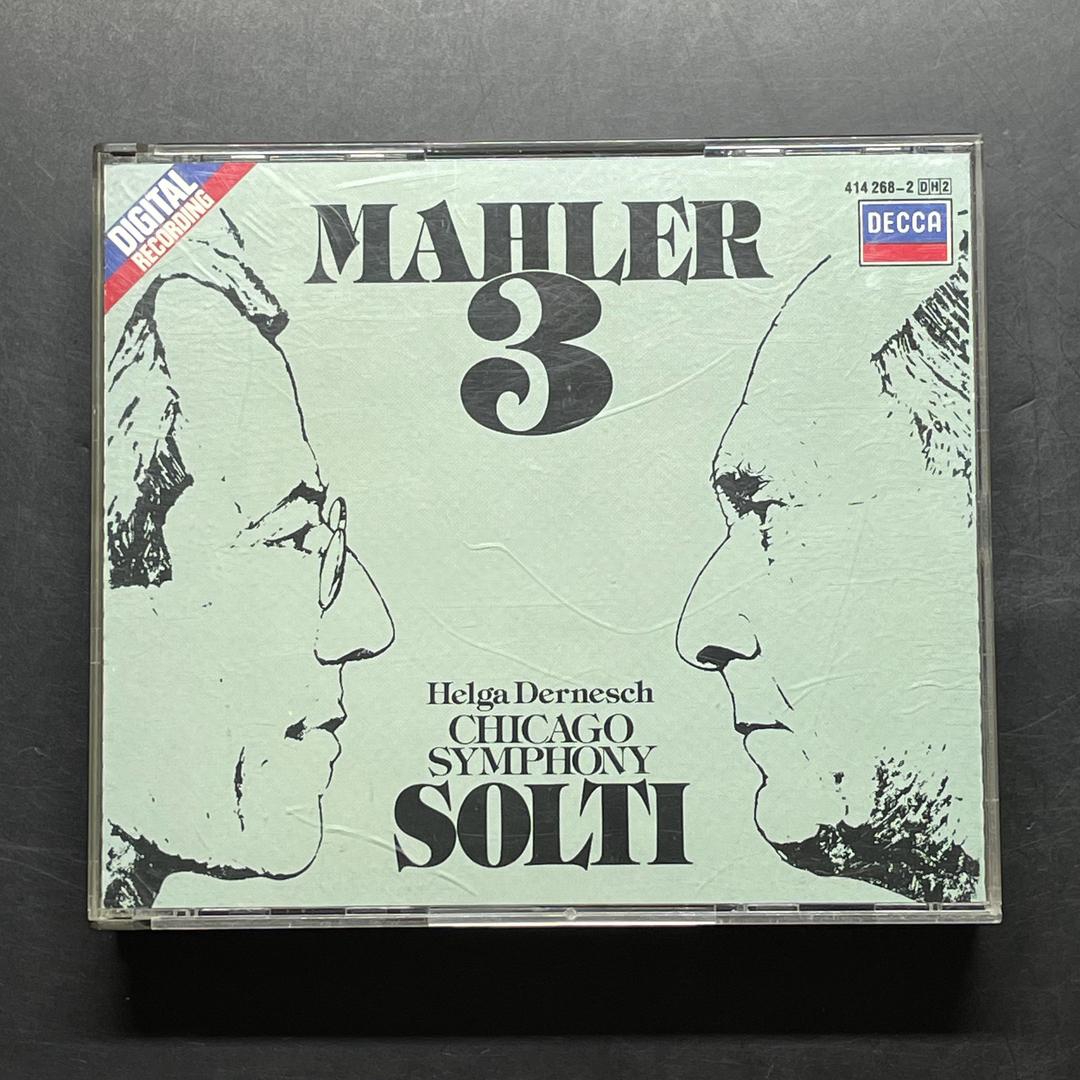 DIGITAL
RECORDING
MAHLER
3
414 268-2 DH2
DECCA
Helga Dernesch
CHICAGO
SYMPHONY
SOLTI